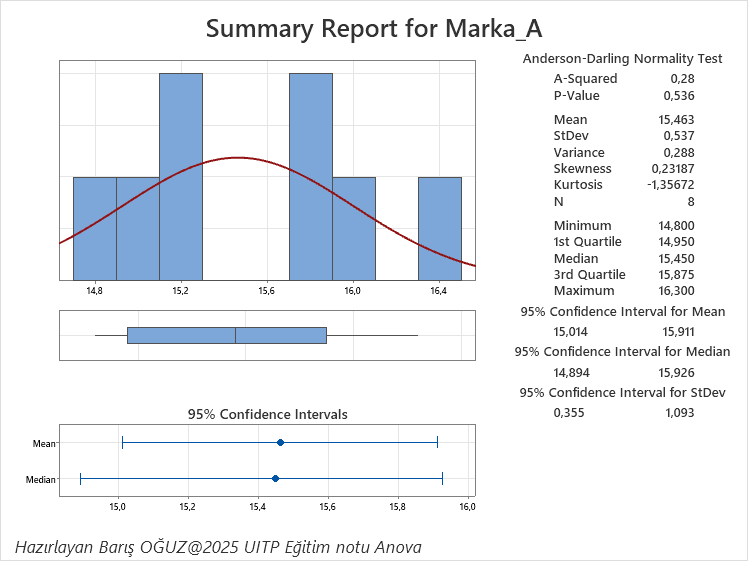 Summary Report for Marka_A
Anderson-Darling Normality Test
A-Squared 0,28
P-Value 0,536
Mean 15,463
StDev 0,537
Variance 0,288
Skewness 0,23187
Kurtosis -1,35672
N 8
Minimum 14,800
1st Quartile 14,950
Median 15,450
3rd Quartile 15,875
Maximum 16,300
95% Confidence Interval for Mean
15,014 15,911
95% Confidence Interval for Median
14,894 15,926
95% Confidence Interval for StDev
0,355 1,093
14,8 15,2 15,6 16,0 16,4
95% Confidence Intervals
Mean
Median
15,0 15,2 15,4 15,6 15,8 16,0
Hazırlayan Barış OĞUZ@2025 UITP Eğitim notu Anova